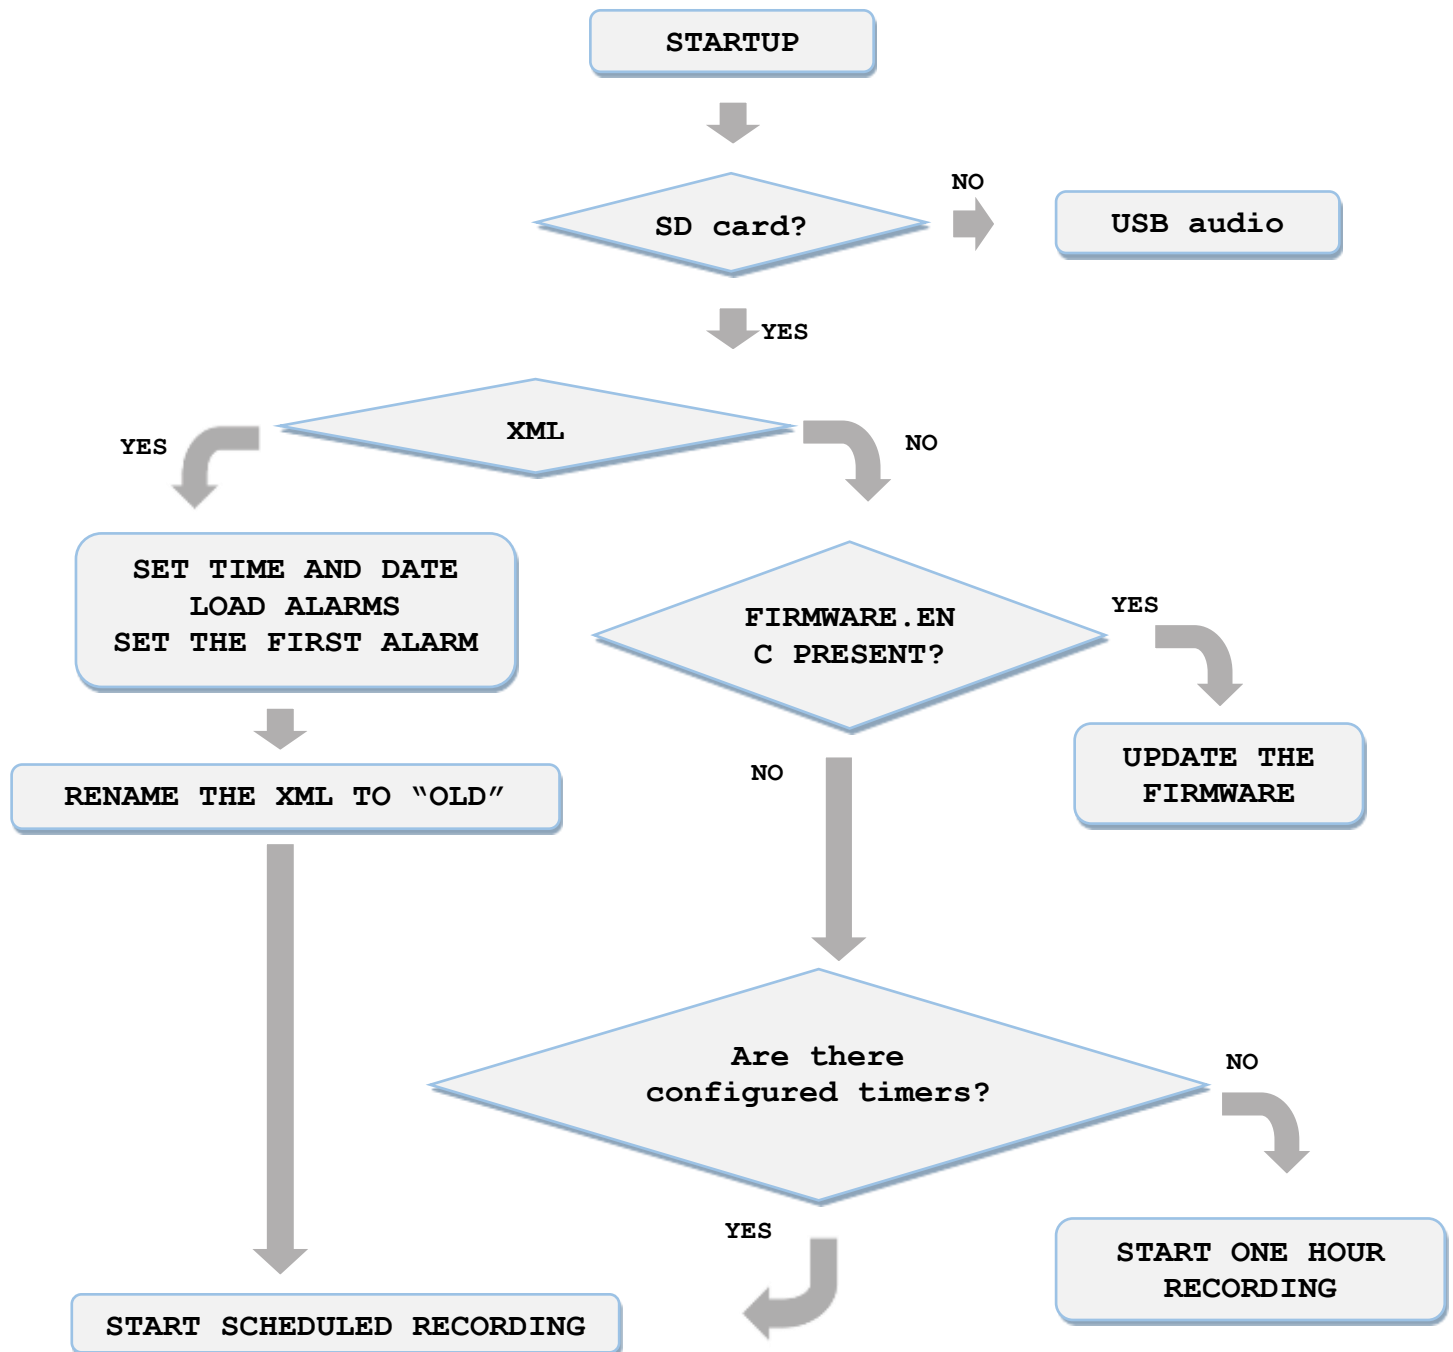 STARTUP
NO
SD card?
USB audio
YES
XML
YES
NO
SET TIME AND DATE
LOAD ALARMS
SET THE FIRST ALARM
FIRMWARE.EN
C PRESENT?
YES
UPDATE THE
FIRMWARE
NO
RENAME THE XML TO “OLD”
Are there
configured timers?
NO
YES
START ONE HOUR
RECORDING
START SCHEDULED RECORDING